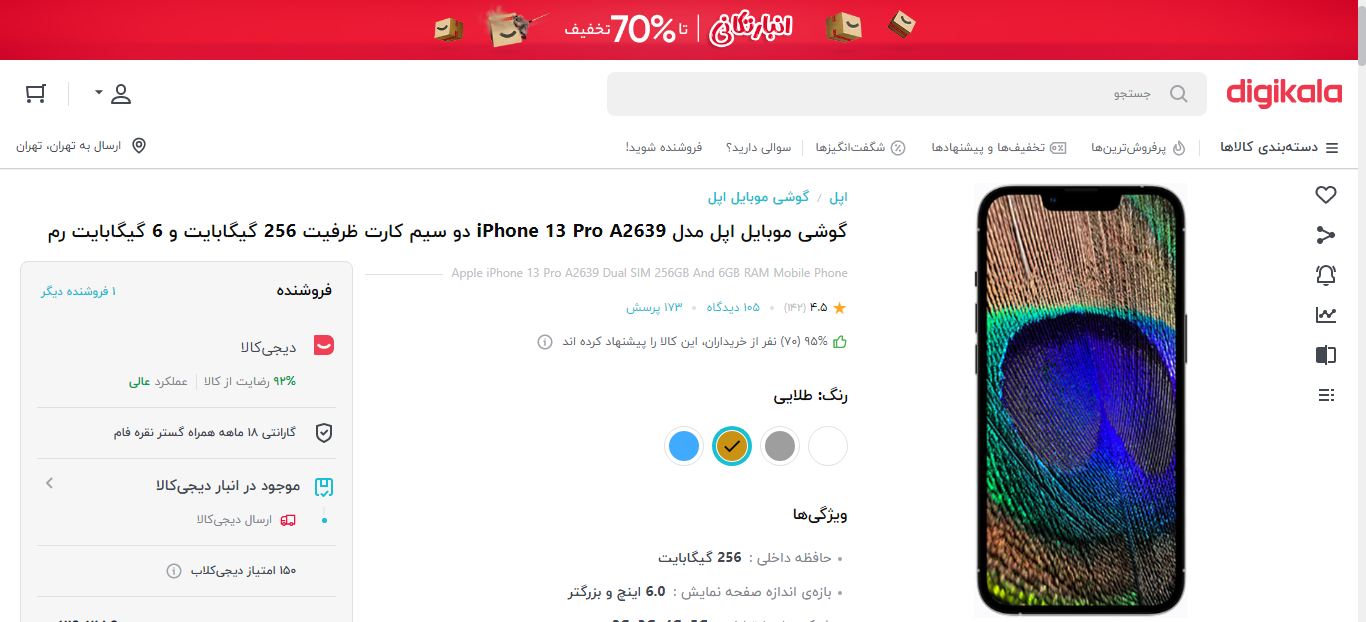 انبارتکانی | تا 70% تخفیف
digikala
جستجو
دسته‌بندی کالاها
پرفروش‌ترین‌ها
تخفیف‌ها و پیشنهادها
شگفت‌انگیزها
سوالی دارید؟
فروشنده شوید!
ارسال به تهران، تهران
اپل / گوشی موبایل اپل
گوشی موبایل اپل مدل iPhone 13 Pro A2639 دو سیم کارت ظرفیت 256 گیگابایت و 6 گیگابایت رم
Apple iPhone 13 Pro A2639 Dual SIM 256GB And 6GB RAM Mobile Phone
۴.۵ (۱۴۲) • ۱۰۵ دیدگاه • ۱۷۳ پرسش
۹۵% (۷۰) نفر از خریداران، این کالا را پیشنهاد کرده اند
رنگ: طلایی
ویژگی‌ها
• حافظه داخلی : 256 گیگابایت
• بازه‌ی اندازه صفحه نمایش : 6.0 اینچ و بزرگتر
فروشنده
۱ فروشنده دیگر
دیجی‌کالا
۹۲% رضایت از کالا | عملکرد عالی
گارانتی ۱۸ ماهه همراه گستر نقره فام
موجود در انبار دیجی‌کالا
ارسال دیجی‌کالا
۱۵۰ امتیاز دیجی‌کلاب